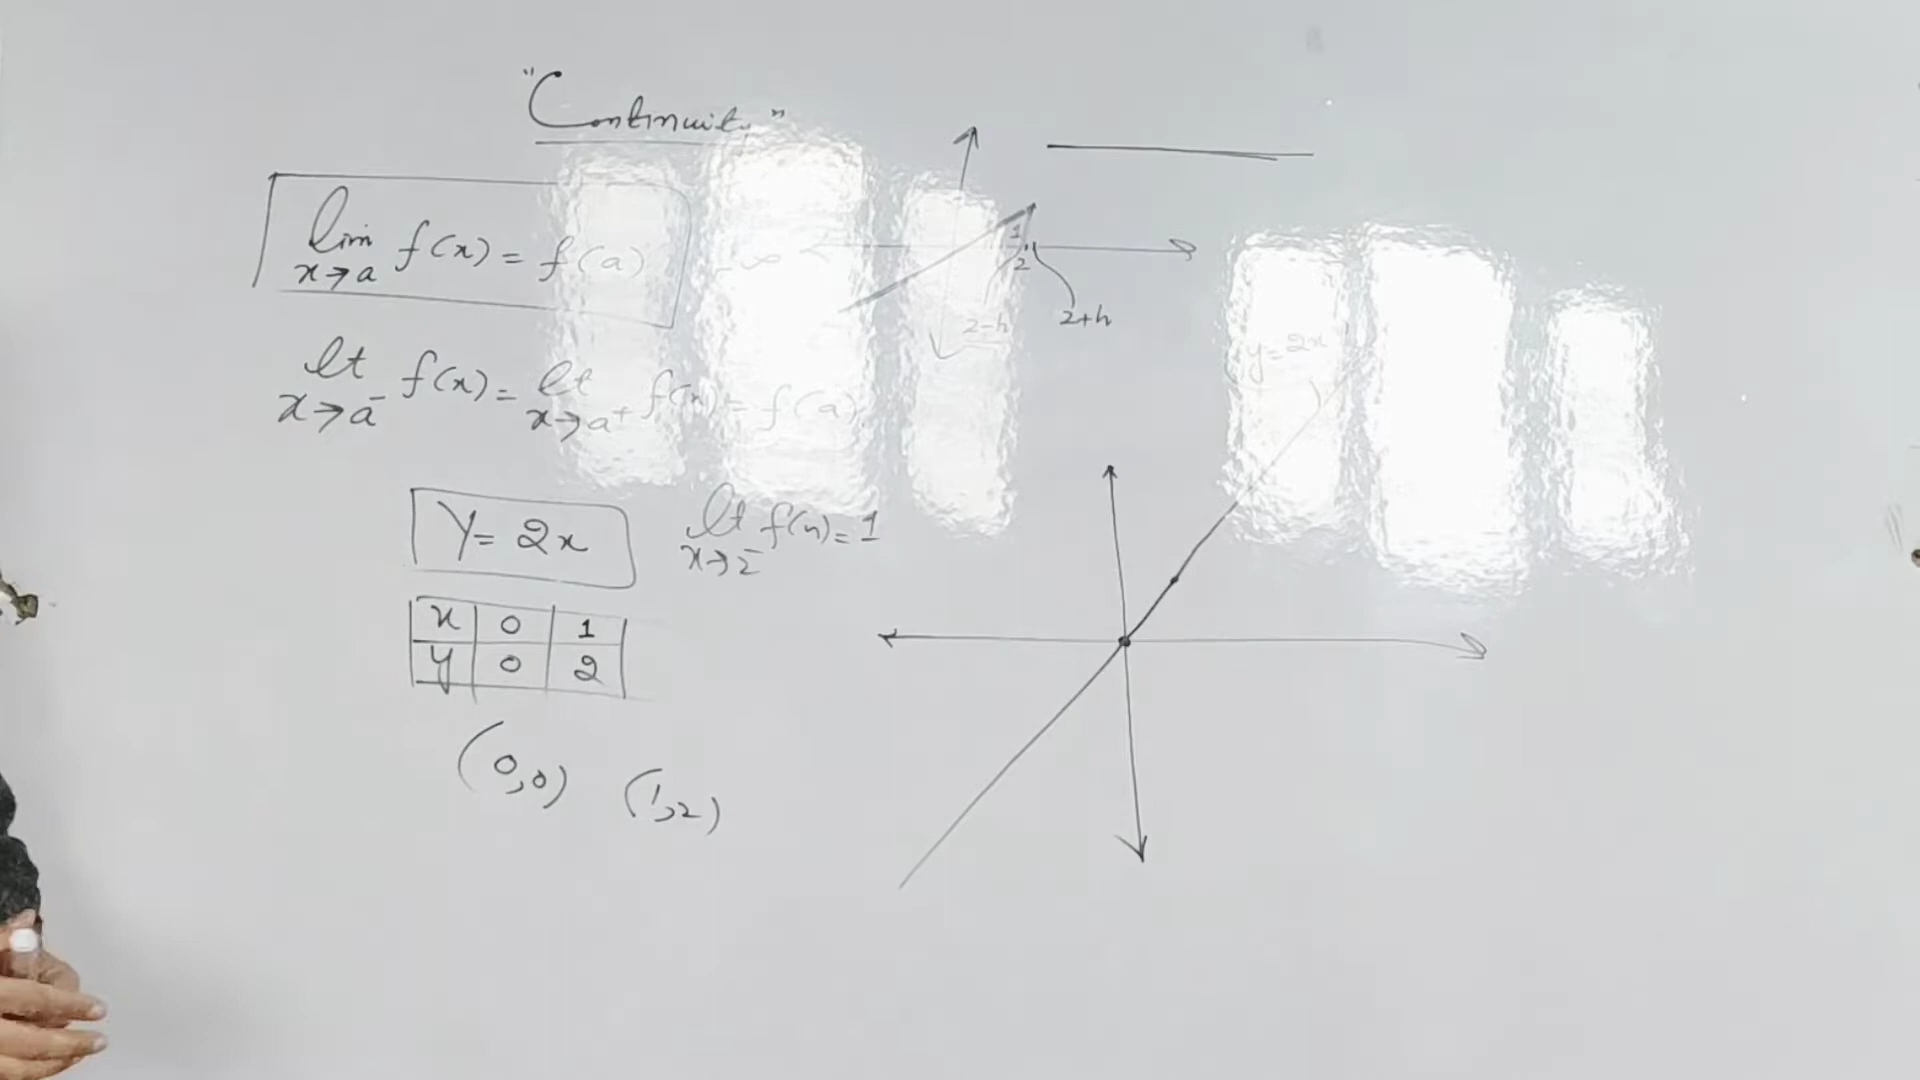 "Continuity"
lim x→a f(x) = f(a)
lt x→a⁻ f(x) = lt x→a⁺ f(x) = f(a)
-∞
1
2
2-h
2+h
Y = 2x
lt x→2⁻ f(x) = 1
x 0 1
y 0 2
(0,0) (1,2)
(y=2x)